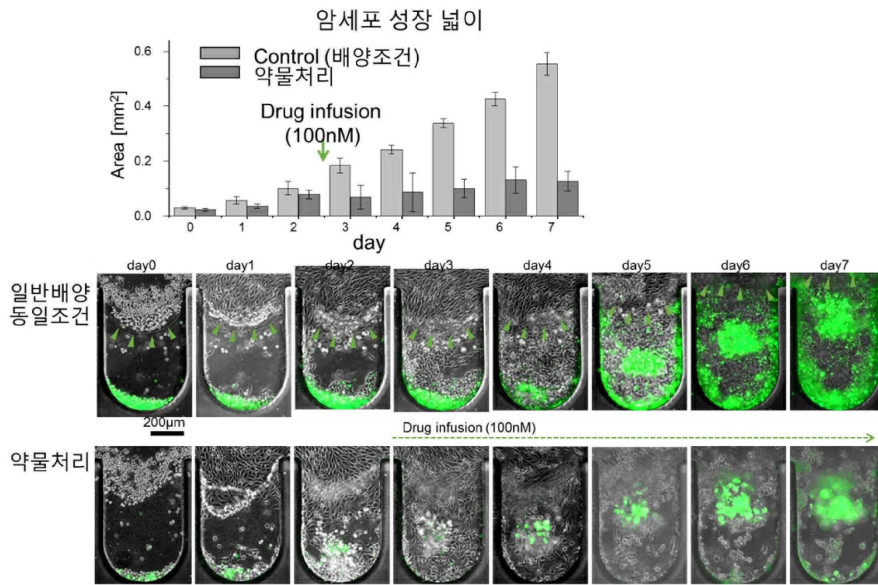 암세포 성장 넓이
Control (배양조건)
약물처리
Drug infusion
(100nM)
Area [mm²]
0.6
0.4
0.2
0.0
0 1 2 3 4 5 6 7
day
day0 day1 day2 day3 day4 day5 day6 day7
일반배양
동일조건
200μm
Drug infusion (100nM)
약물처리